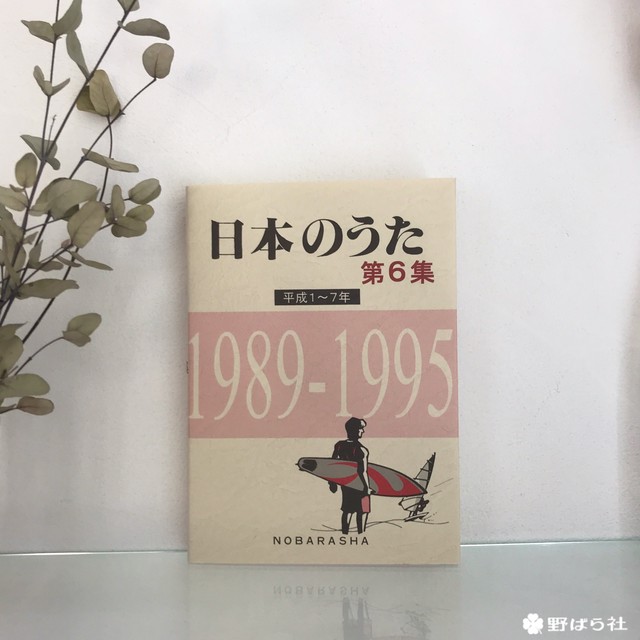 日本のうた
第6集
平成1～7年
1989-1995
NOBARASHA
野ばら社